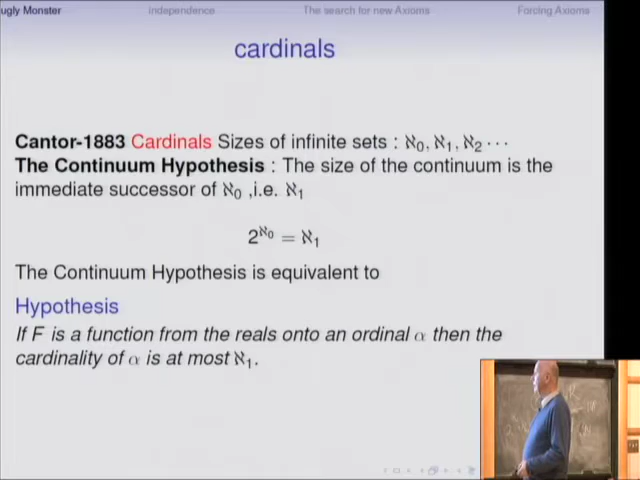 ugly Monster independence The search for new Axioms Forcing Axioms
cardinals
Cantor-1883 Cardinals Sizes of infinite sets : ℵ₀, ℵ₁, ℵ₂ ···
The Continuum Hypothesis : The size of the continuum is the
immediate successor of ℵ₀ ,i.e. ℵ₁
2^ℵ₀ = ℵ₁
The Continuum Hypothesis is equivalent to
Hypothesis
If F is a function from the reals onto an ordinal α then the
cardinality of α is at most ℵ₁.